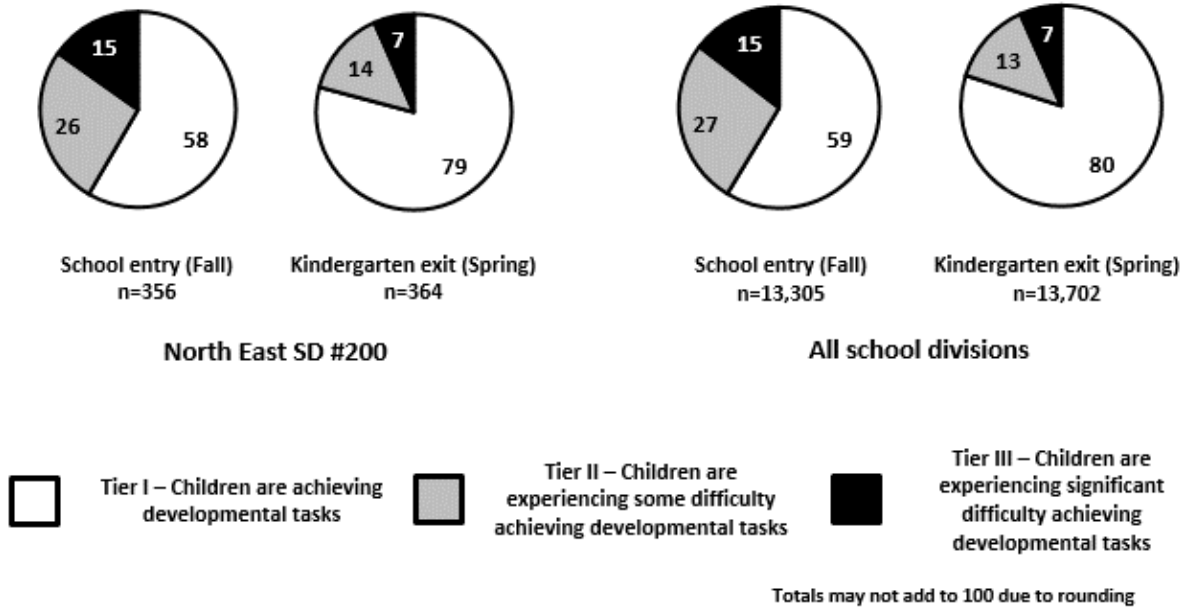 15
26
58
7
14
79
15
27
59
7
13
80
School entry (Fall)
n=356
Kindergarten exit (Spring)
n=364
School entry (Fall)
n=13,305
Kindergarten exit (Spring)
n=13,702
North East SD #200
All school divisions
Tier I – Children are achieving
developmental tasks
Tier II – Children are
experiencing some difficulty
achieving developmental tasks
Tier III – Children are
experiencing significant
difficulty achieving
developmental tasks
Totals may not add to 100 due to rounding